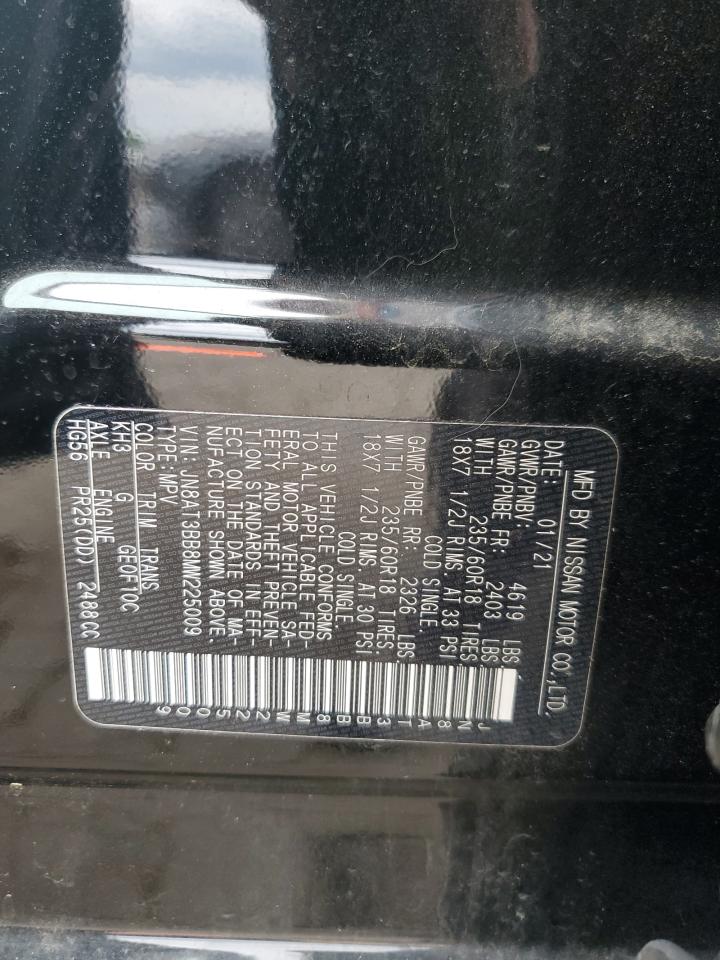 MFD BY NISSAN MOTOR CO.,LTD.
DATE: 01/21
GVWR/PNBV: 4619 LBS.
GAWR/PNBE FR: 2403 LBS.
WITH 235/60R18 TIRES
18X7 1/2J RIMS, AT 33 PSI
COLD SINGLE.
GAWR/PNBE RR: 2326 LBS.
WITH 235/60R18 TIRES
18X7 1/2J RIMS, AT 30 PSI
COLD SINGLE.
THIS VEHICLE CONFORMS
TO ALL APPLICABLE FED-
ERAL MOTOR VEHICLE SA-
FETY AND THEFT PREVEN-
TION STANDARDS IN EFF-
ECT ON THE DATE OF MA-
NUFACTURE SHOWN ABOVE.
VIN: JN8AT3BB8MW225009
TYPE: MPV
COLOR TRIM TRANS
KH3 G GE0F10C
AXLE ENGINE
HG56 PR25(DD) 2488CC
JN8AT3BB8MW225009